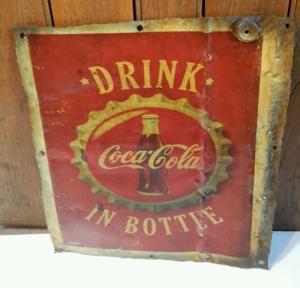 DRINK
Coca-Cola
IN BOTTLE